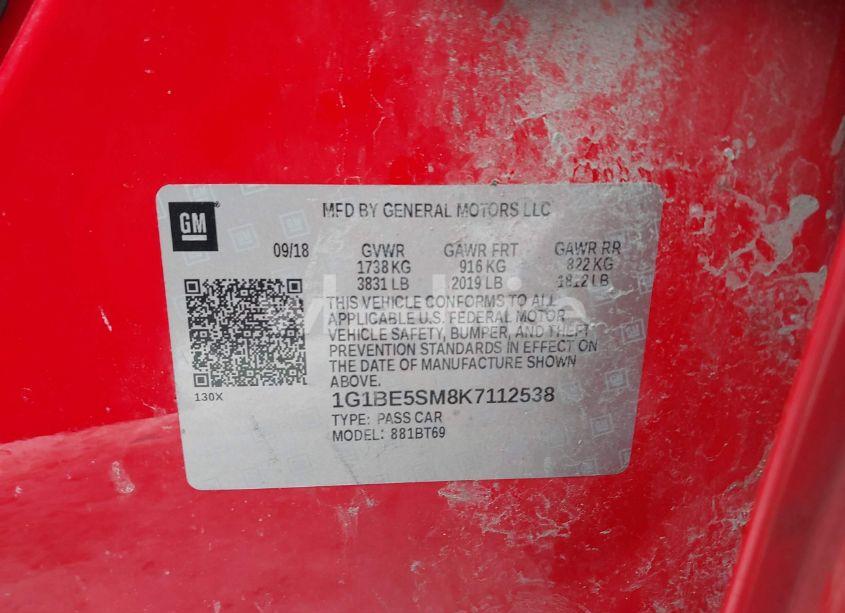 GM
MFD BY GENERAL MOTORS LLC
09/18 GVWR GAWR FRT GAWR RR
1738 KG 916 KG 822 KG
3831 LB 2019 LB 1812 LB
THIS VEHICLE CONFORMS TO ALL
APPLICABLE U.S. FEDERAL MOTOR
VEHICLE SAFETY, BUMPER, AND THEFT
PREVENTION STANDARDS IN EFFECT ON
THE DATE OF MANUFACTURE SHOWN
ABOVE.
130X
1G1BE5SM8K7112538
TYPE: PASS CAR
MODEL: 881BT69